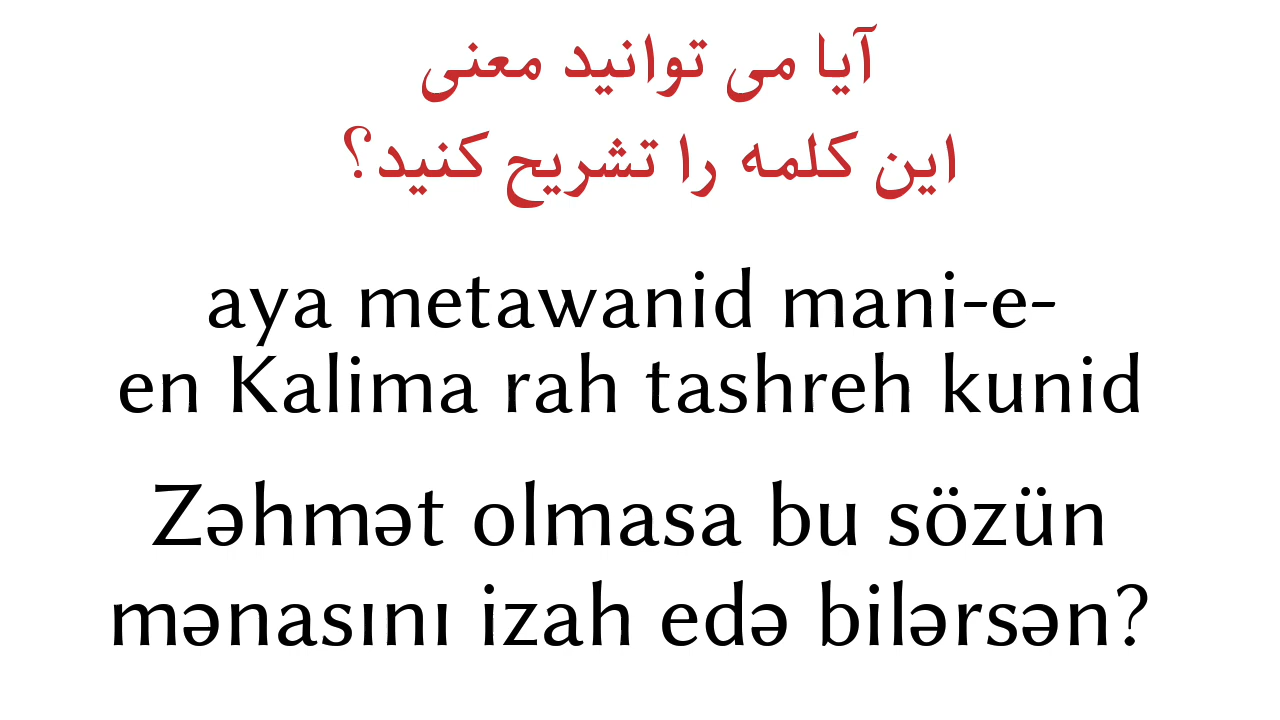 آیا می توانید معنی
این کلمه را تشریح کنید؟
aya metawanid mani-e-
en Kalima rah tashreh kunid
Zəhmət olmasa bu sözün
mənasını izah edə bilərsən?